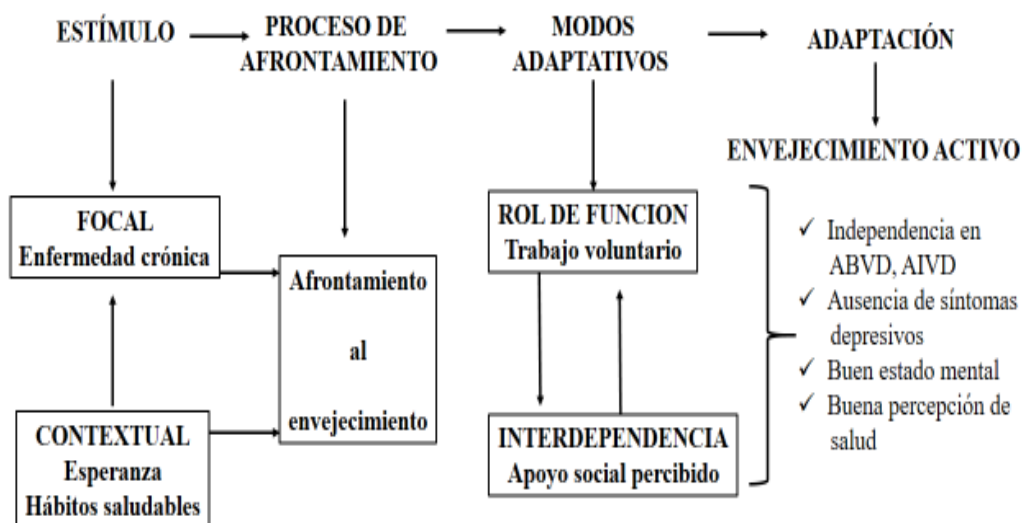 ESTÍMULO
PROCESO DE
AFRONTAMIENTO
MODOS
ADAPTATIVOS
ADAPTACIÓN
ENVEJECIMIENTO ACTIVO
FOCAL
Enfermedad crónica
CONTEXTUAL
Esperanza
Hábitos saludables
Afrontamiento
al
envejecimiento
ROL DE FUNCION
Trabajo voluntario
INTERDEPENDENCIA
Apoyo social percibido
✓ Independencia en
ABVD, AIVD
✓ Ausencia de síntomas
depresivos
✓ Buen estado mental
✓ Buena percepción de
salud